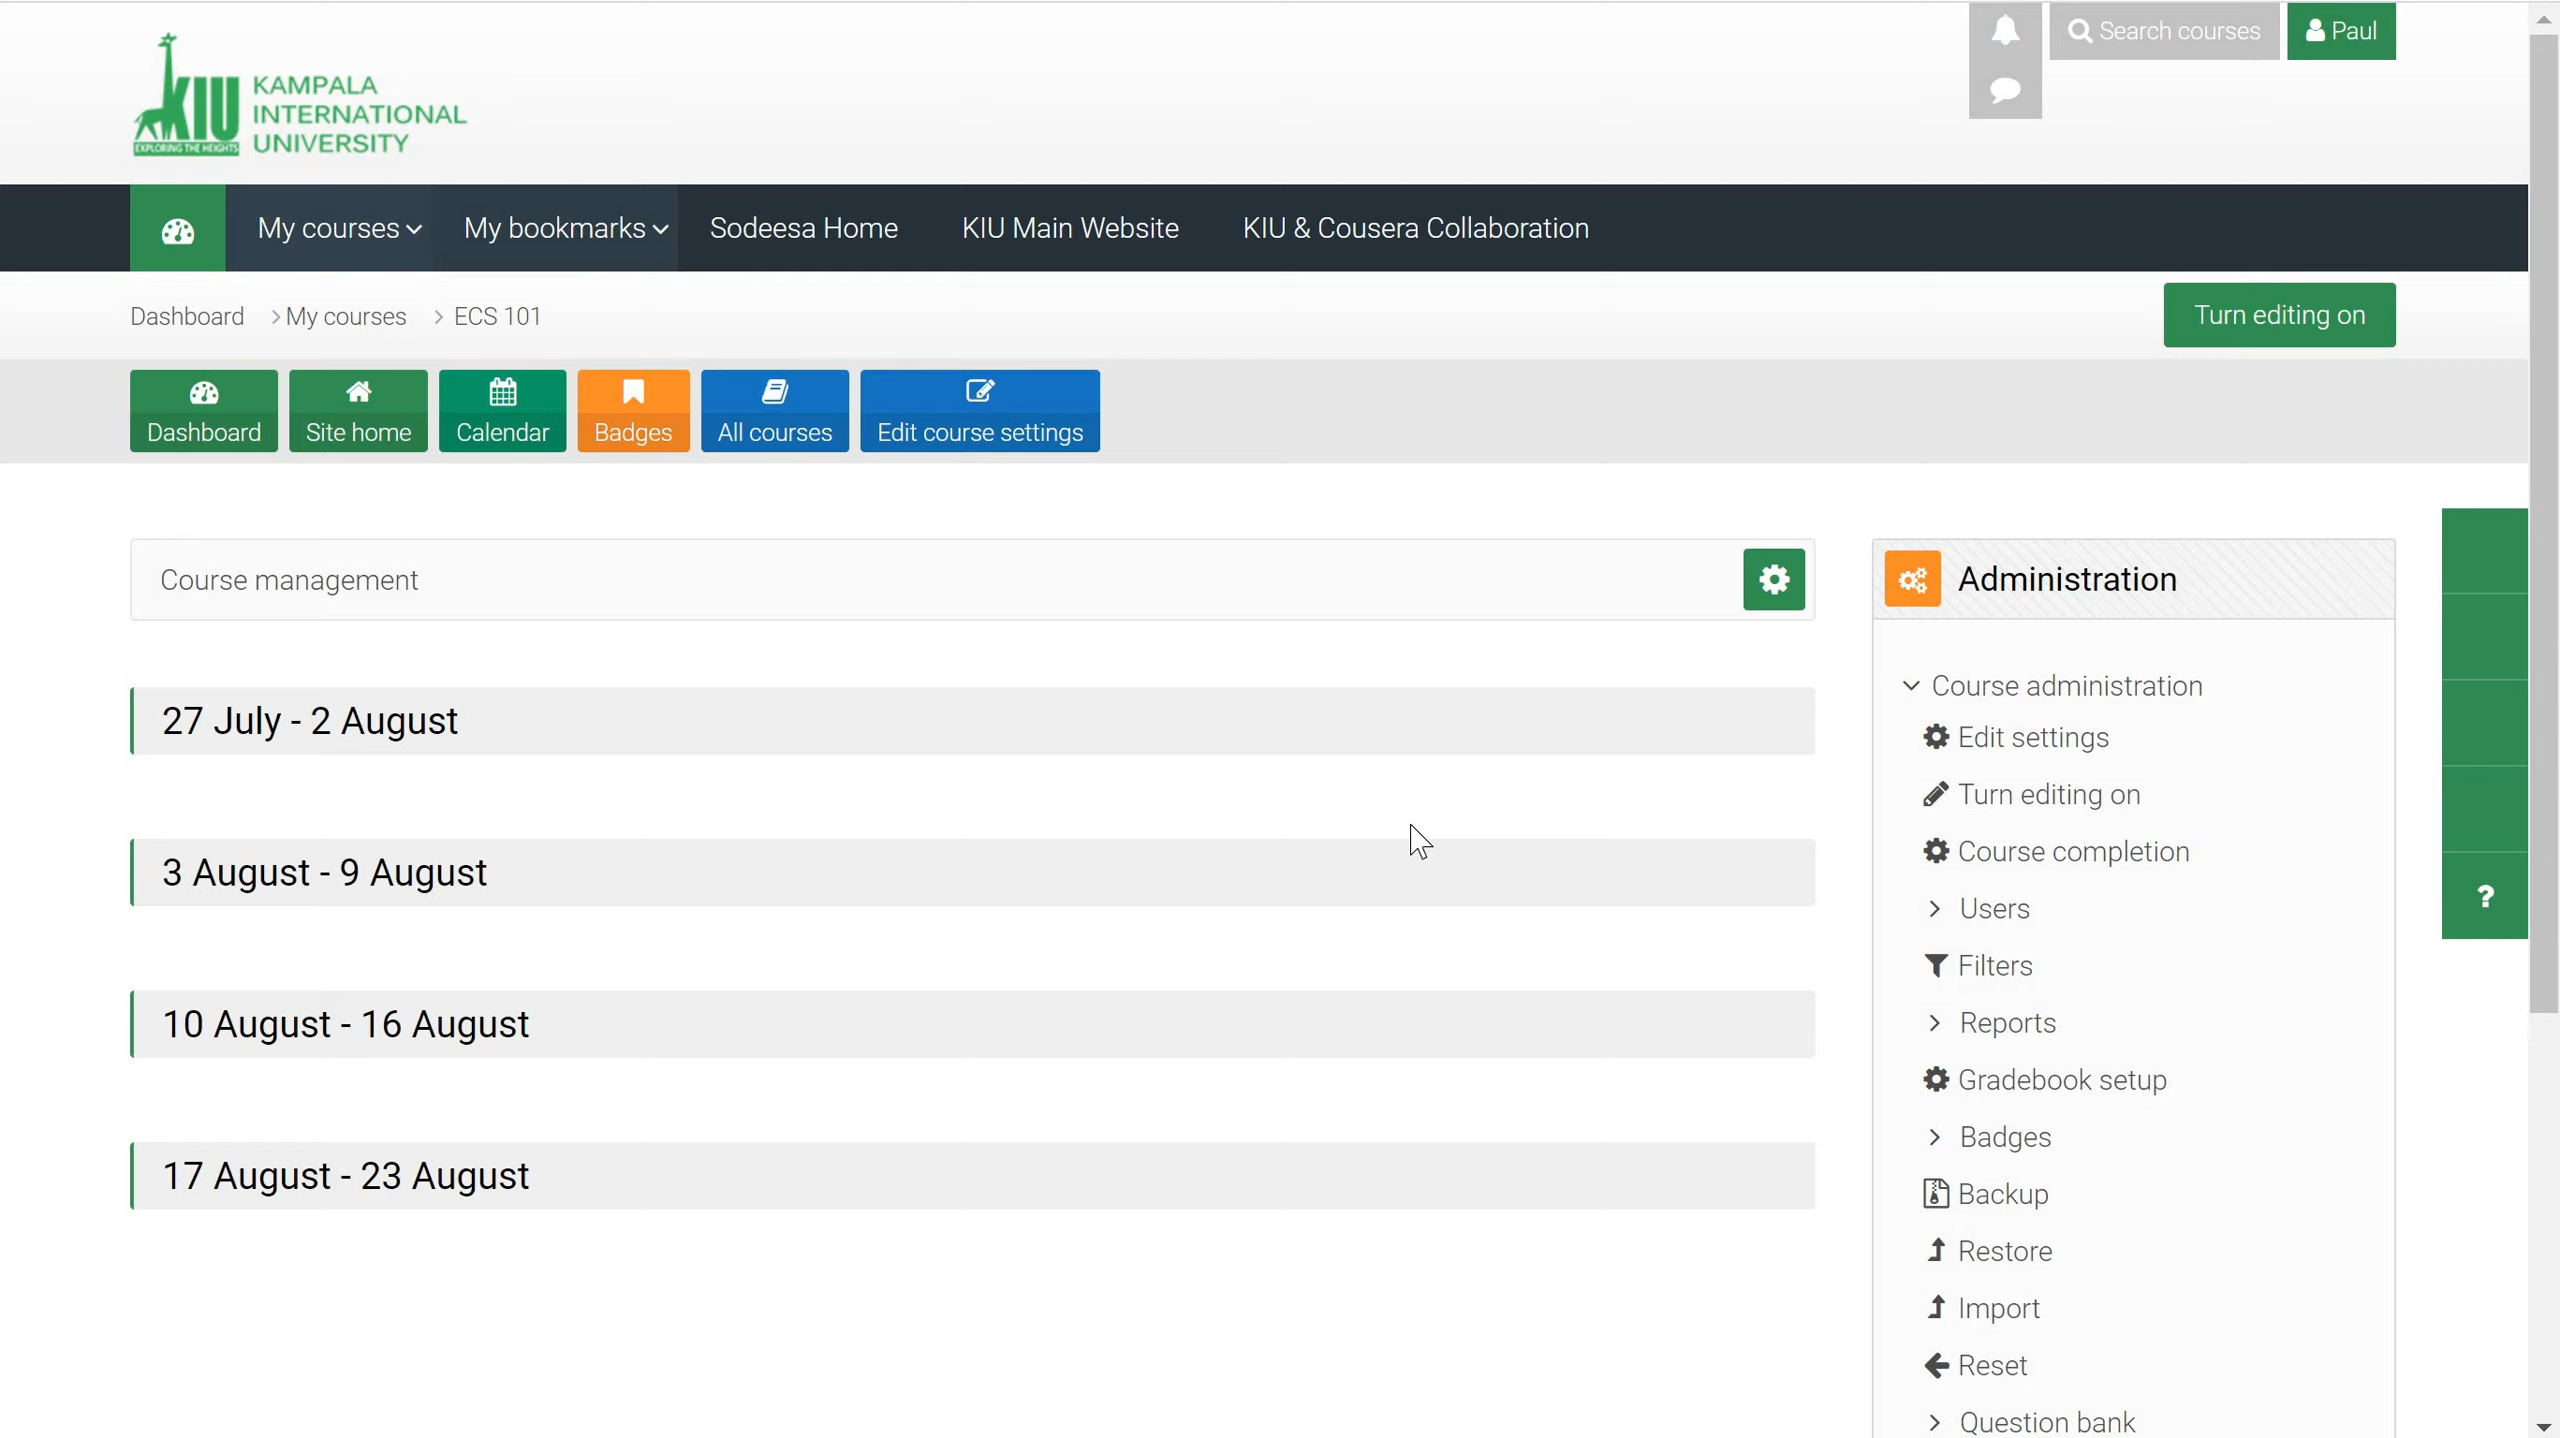 Search courses
Paul
KIU
EXPLORING THE HEIGHTS
KAMPALA
INTERNATIONAL
UNIVERSITY
My courses
My bookmarks
Sodeesa Home
KIU Main Website
KIU & Cousera Collaboration
Dashboard > My courses > ECS 101
Turn editing on
Dashboard
Site home
Calendar
Badges
All courses
Edit course settings
Course management
27 July - 2 August
3 August - 9 August
10 August - 16 August
17 August - 23 August
Administration
Course administration
Edit settings
Turn editing on
Course completion
Users
Filters
Reports
Gradebook setup
Badges
Backup
Restore
Import
Reset
Question bank
?